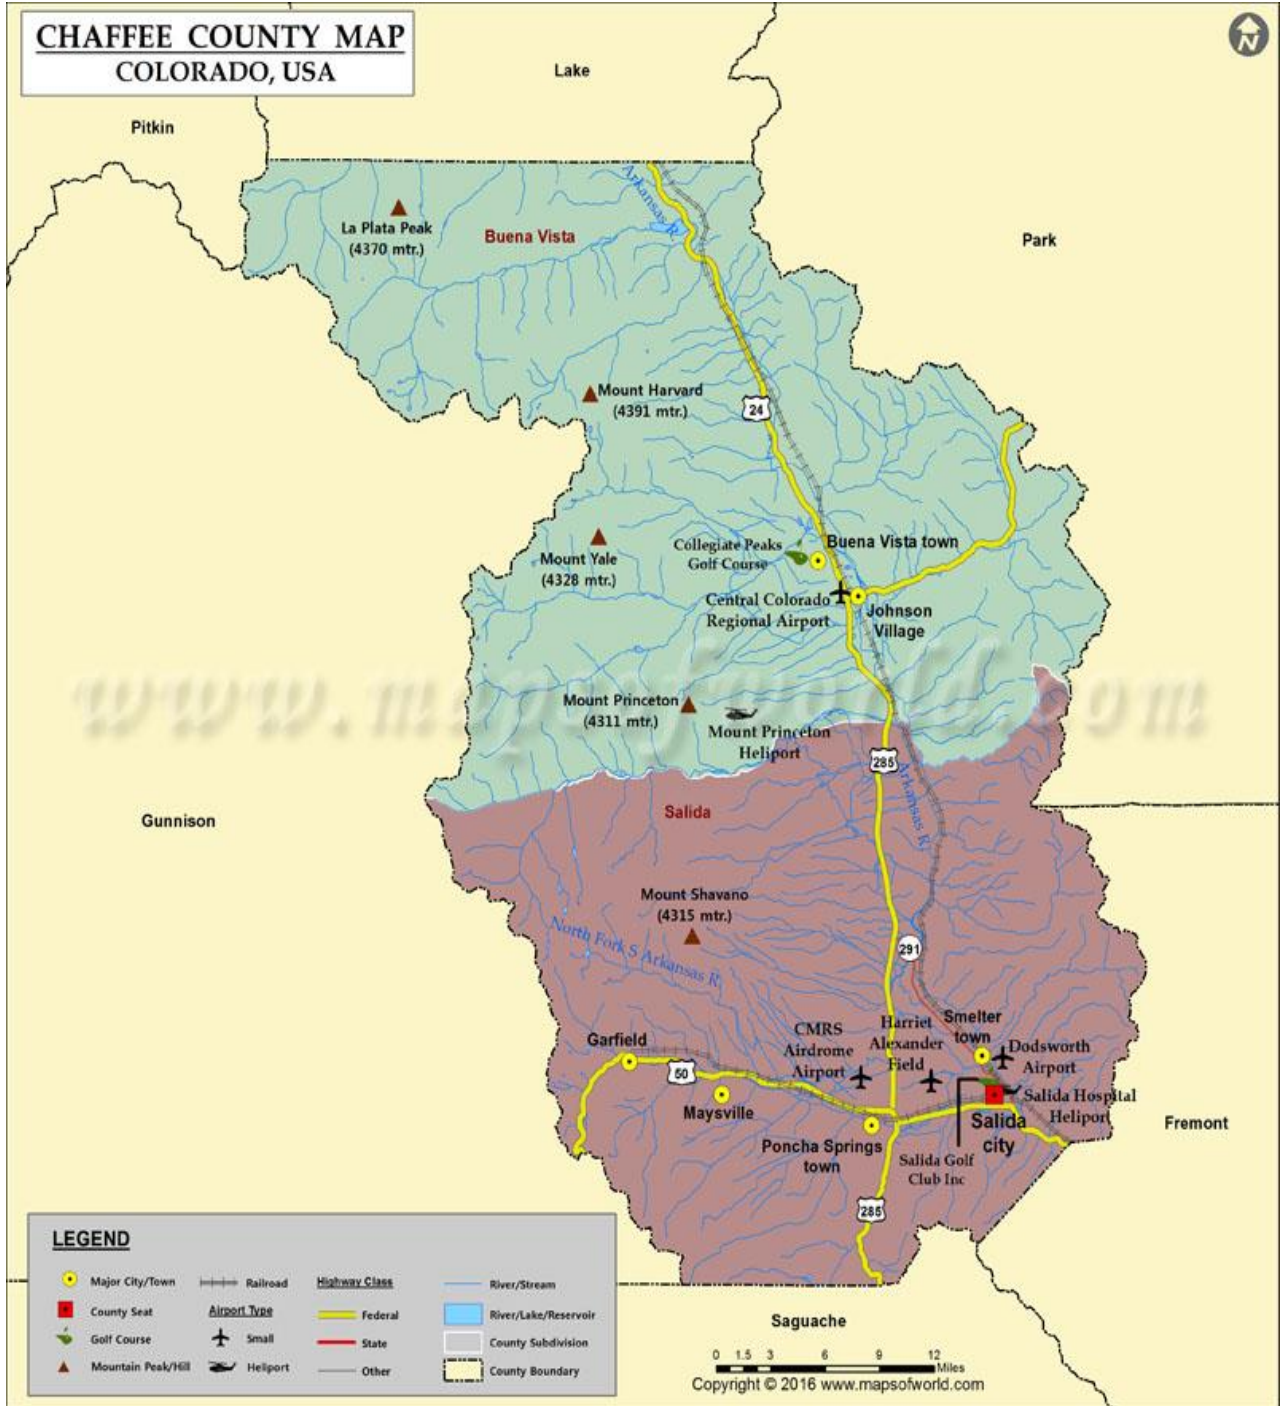 CHAFFEE COUNTY MAP
COLORADO, USA
N
Lake
Pitkin
Park
Arkansas R
La Plata Peak
(4370 mtr.)
Buena Vista
Mount Harvard
(4391 mtr.)
24
Collegiate Peaks
Golf Course
Buena Vista town
Mount Yale
(4328 mtr.)
Central Colorado
Regional Airport
Johnson
Village
www.mapsofworld.com
Mount Princeton
(4311 mtr.)
Mount Princeton
Heliport
285
Arkansas R
Salida
Gunnison
Mount Shavano
(4315 mtr.)
North Fork S Arkansas R
291
Smelter
town
Harriet
Alexander
Field
CMRS
Airdrome
Airport
Dodsworth
Airport
Garfield
50
Maysville
Salida Hospital
Heliport
Salida
city
Fremont
Poncha Springs
town
Salida Golf
Club Inc
285
LEGEND
Major City/Town
County Seat
Golf Course
Mountain Peak/Hill
Railroad
Airport Type
Small
Heliport
Highway Class
Federal
State
Other
River/Stream
River/Lake/Reservoir
County Subdivision
County Boundary
Saguache
0 1.5 3 6 9 12
Miles
Copyright © 2016 www.mapsofworld.com